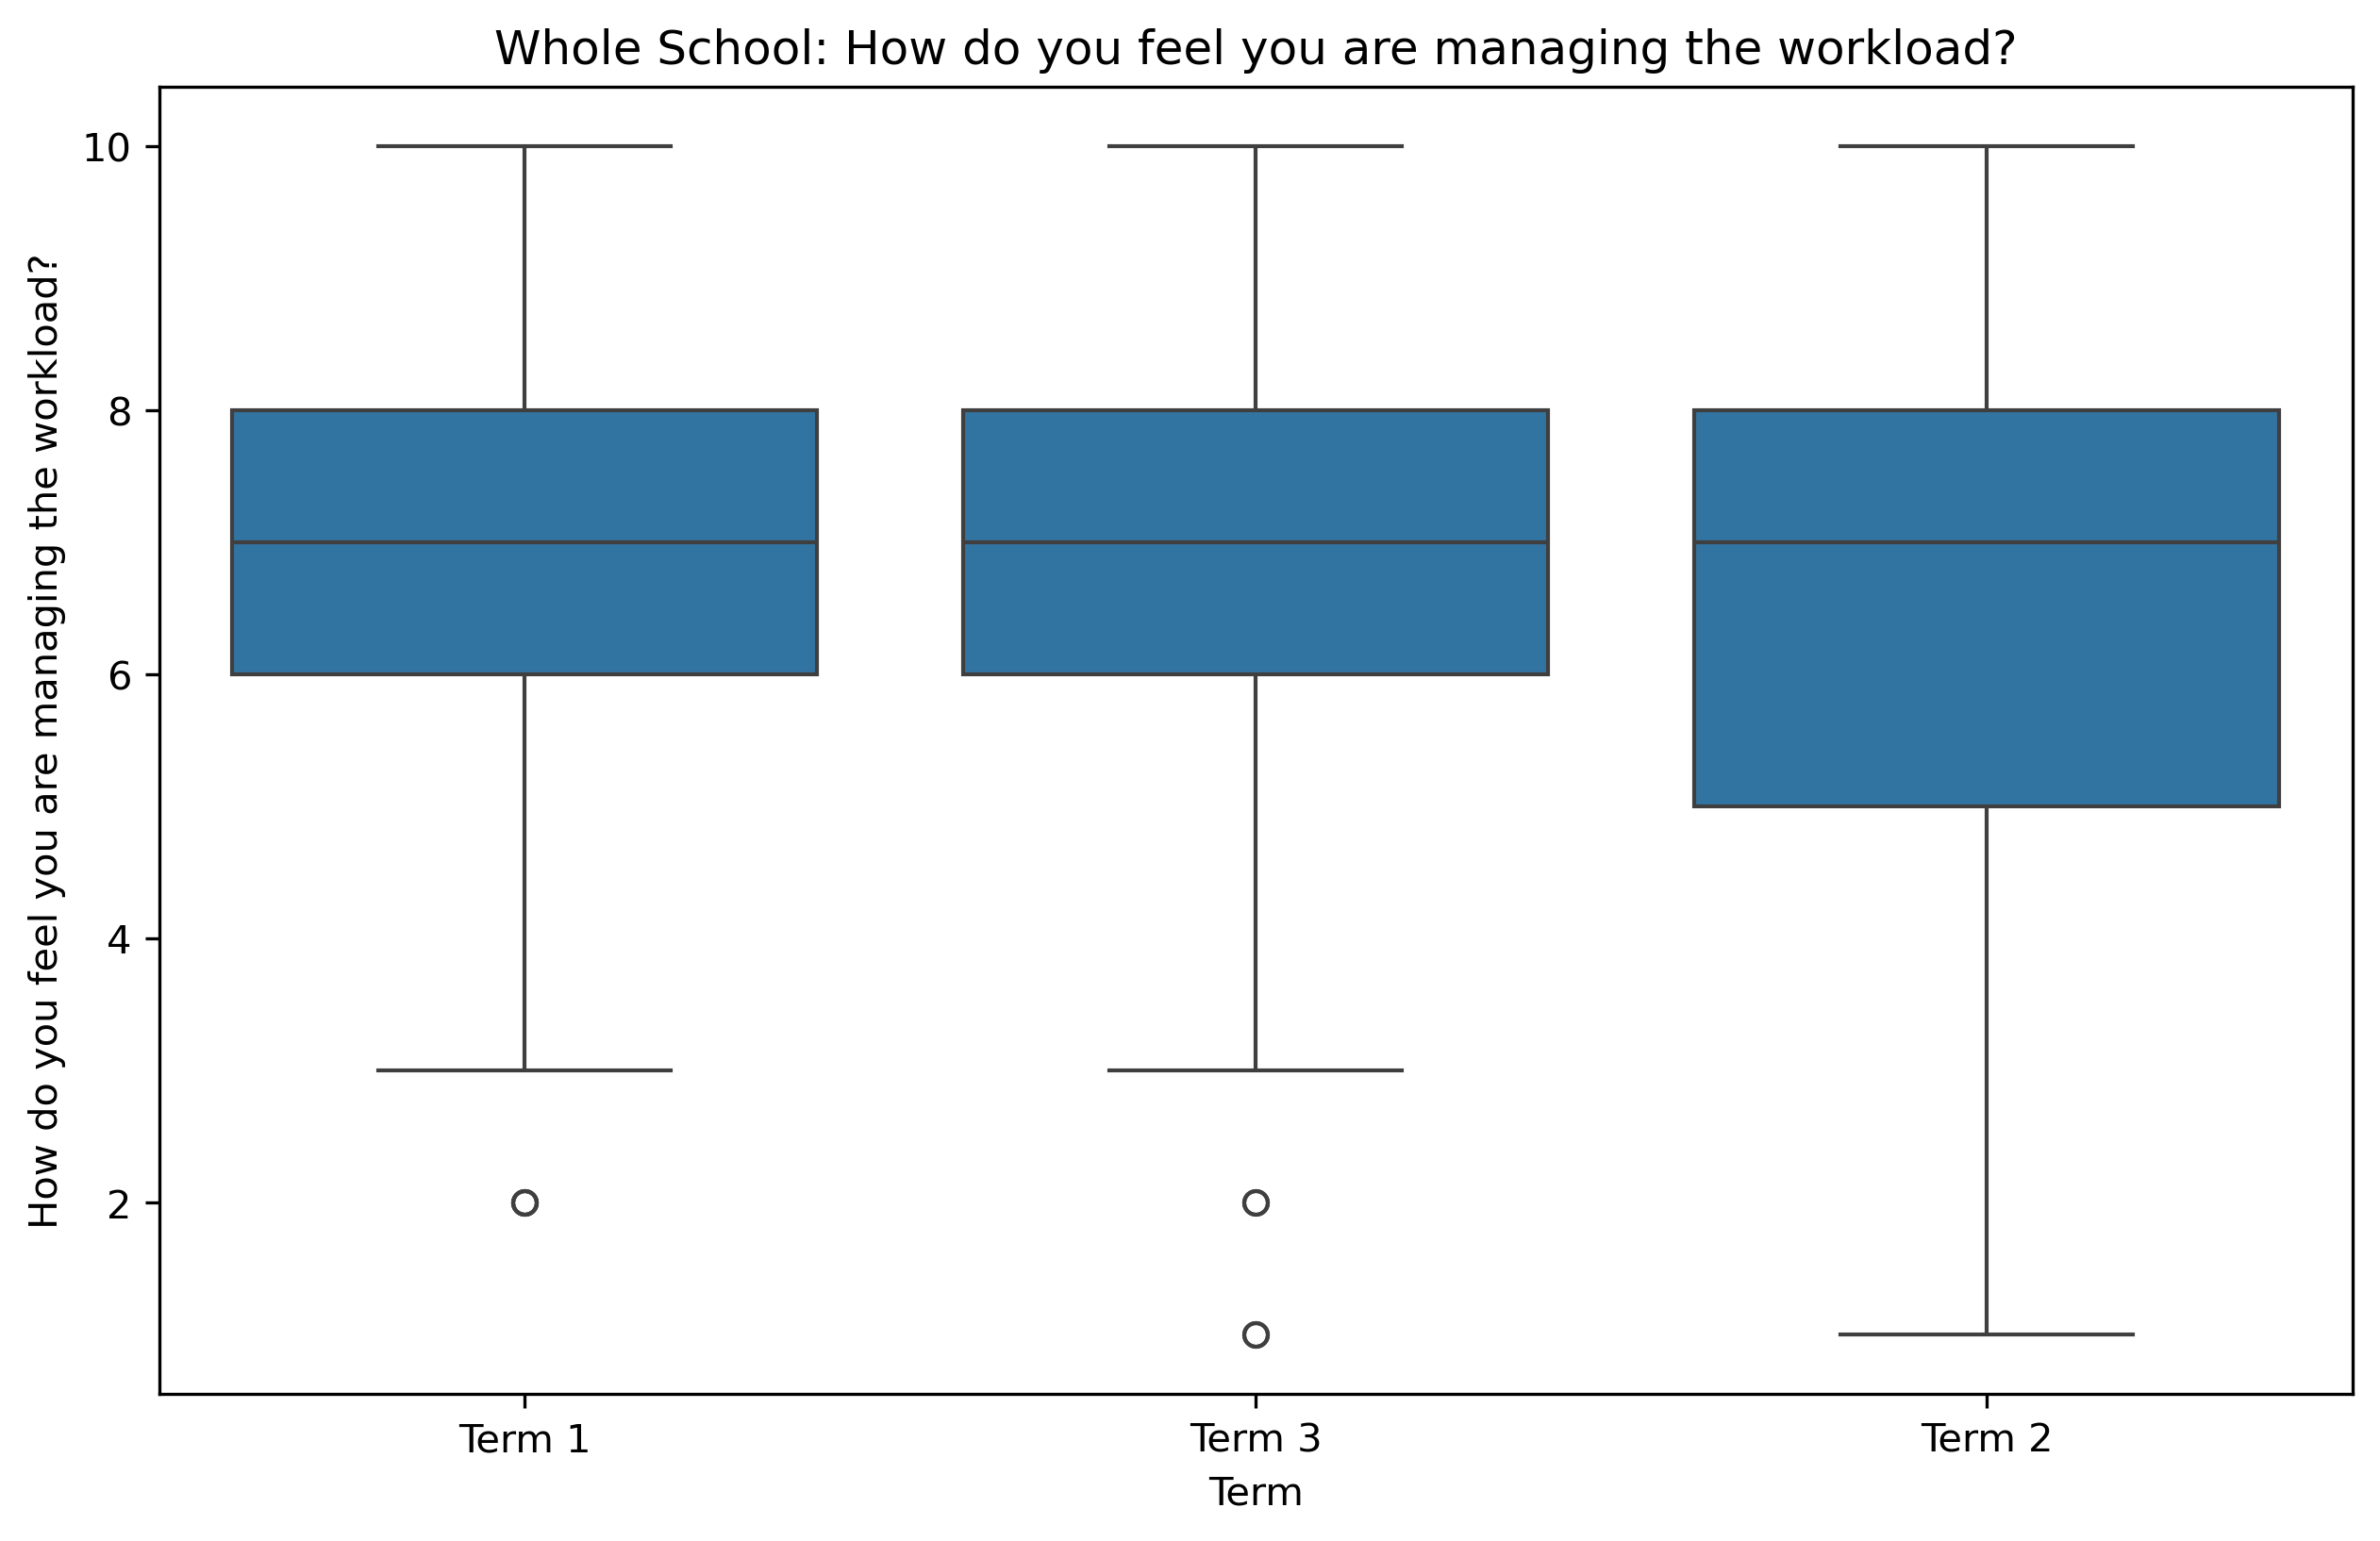 Whole School: How do you feel you are managing the workload?
How do you feel you are managing the workload?
10
8
6
4
2
Term 1
Term 3
Term 2
Term